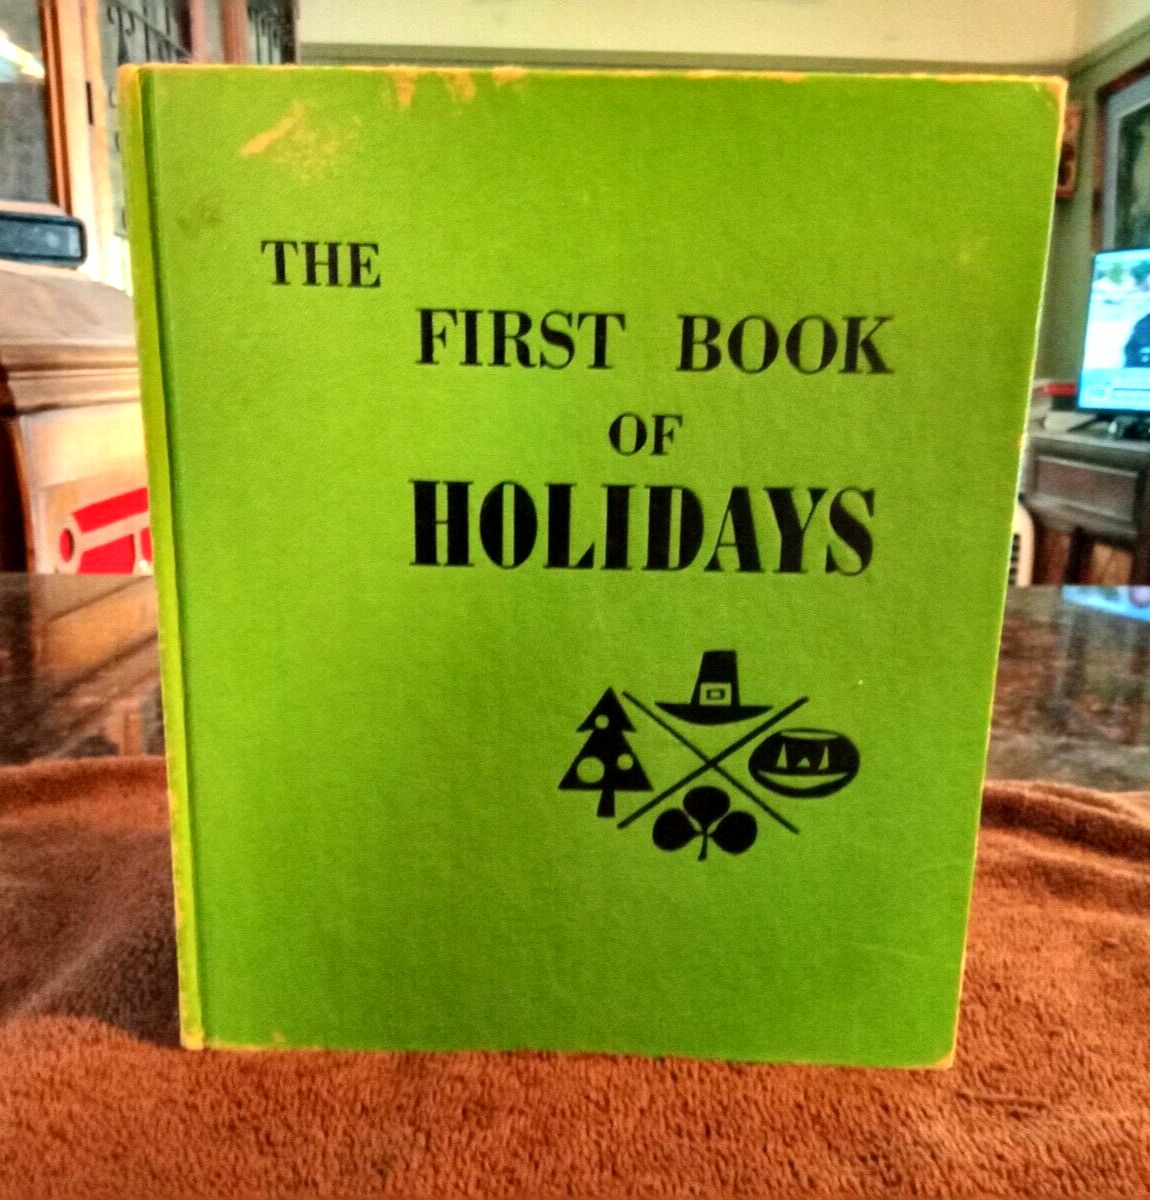 THE
FIRST BOOK
OF
HOLIDAYS